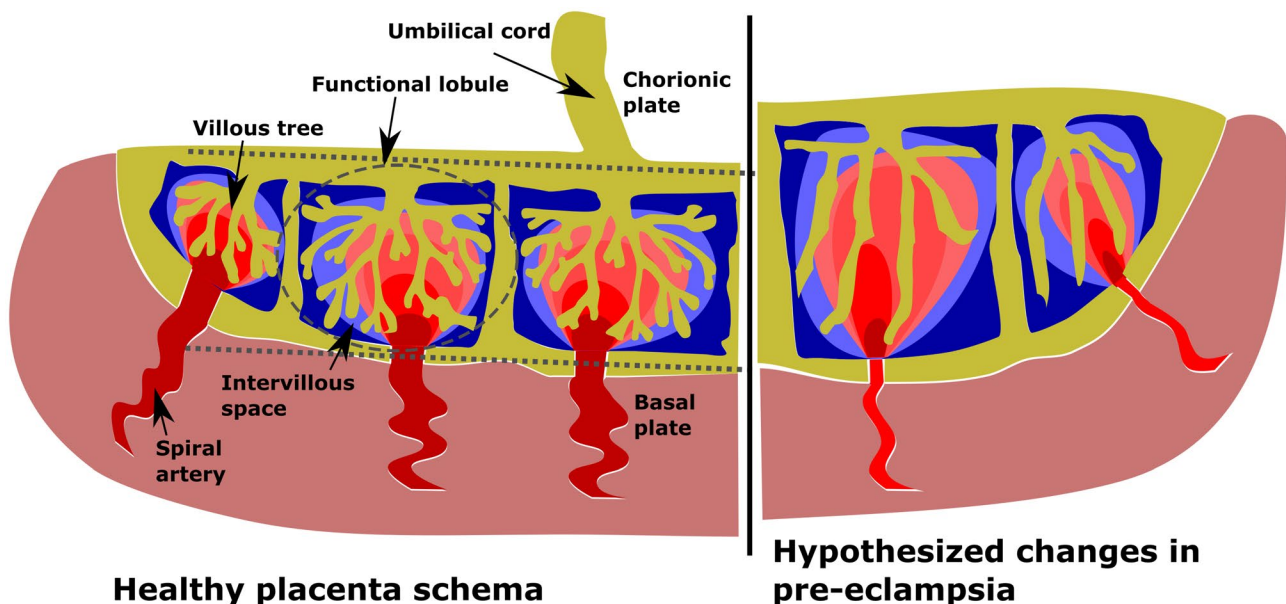 Umbilical cord
Functional lobule
Chorionic
plate
Villous tree
Intervillous
space
Basal
plate
Spiral
artery
Healthy placenta schema
Hypothesized changes in
pre-eclampsia